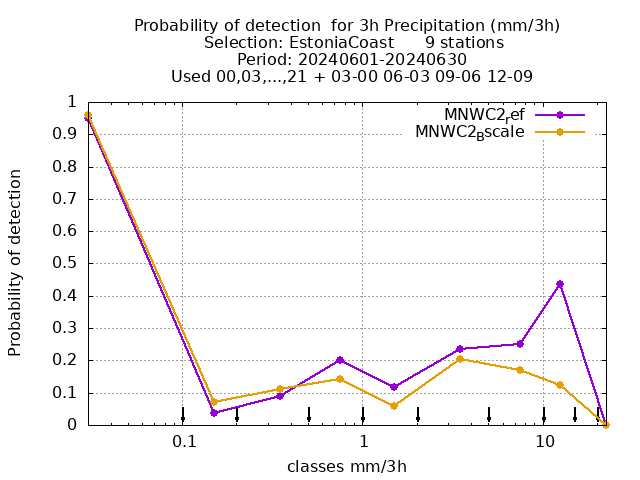 Probability of detection  for 3h Precipitation (mm/3h)
Selection: EstoniaCoast      9 stations
Period: 20240601-20240630
Used 00,03,...,21 + 03-00 06-03 09-06 12-09
MNWC2ref
MNWC2Bscale
Probability of detection
1
0.9
0.8
0.7
0.6
0.5
0.4
0.3
0.2
0.1
0
0.1
1
10
classes mm/3h